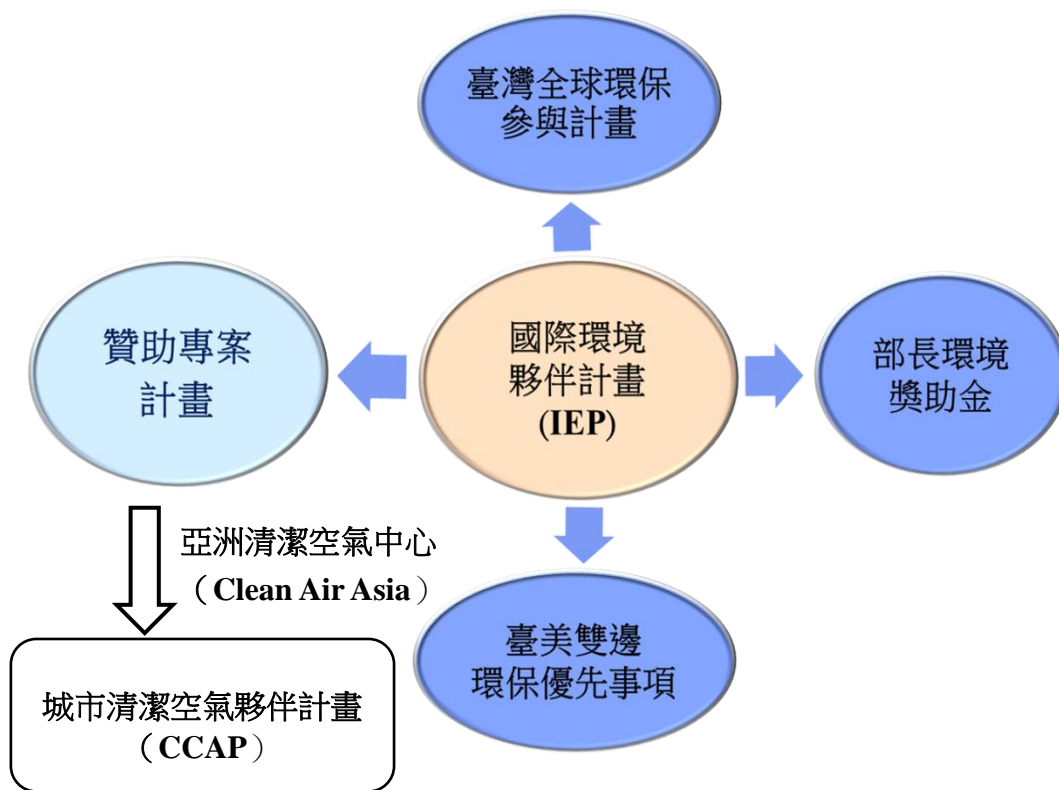 臺灣全球環保
參與計畫
贊助專案
計畫
國際環境
夥伴計畫
(IEP)
部長環境
獎助金
亞洲清潔空氣中心
（Clean Air Asia）
臺美雙邊
環保優先事項
城市清潔空氣夥伴計畫
（CCAP）